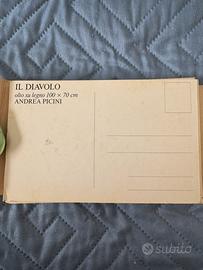 IL DIAVOLO
olio su legno 100 × 70 cm
ANDREA PICINI
subito